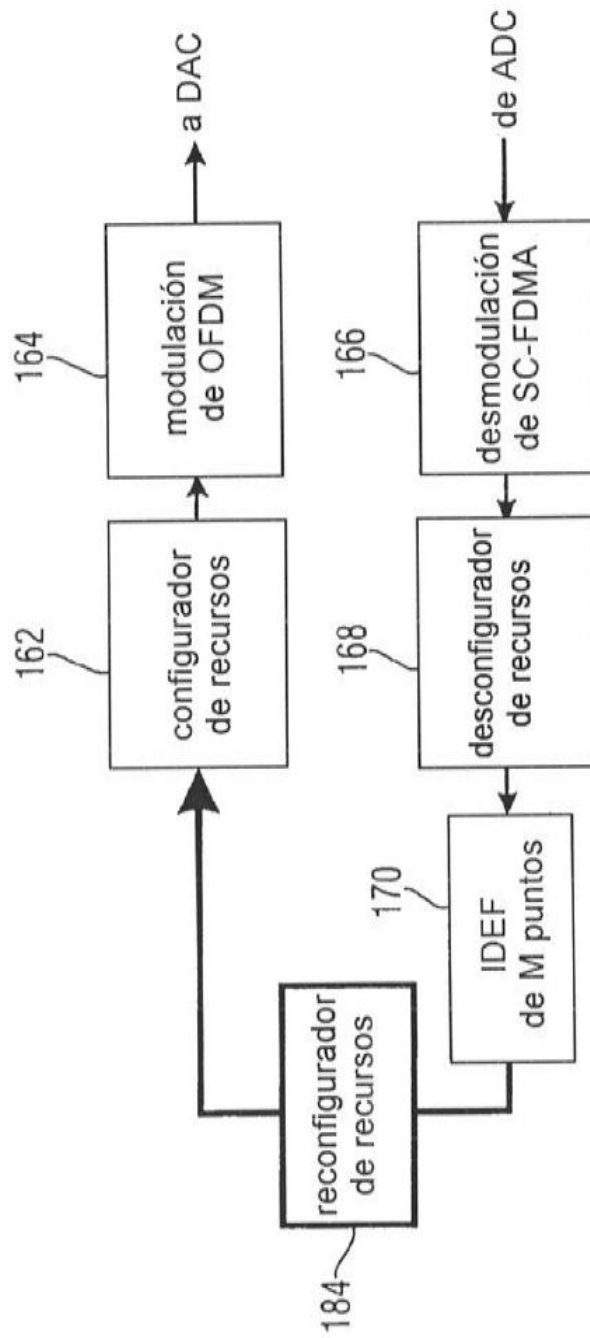 164
modulación
de OFDM
a DAC
162
configurador
de recursos
184
reconfigurador
de recursos
170
IDEF
de M puntos
168
desconfigurador
de recursos
166
desmodulación
de SC-FDMA
de ADC